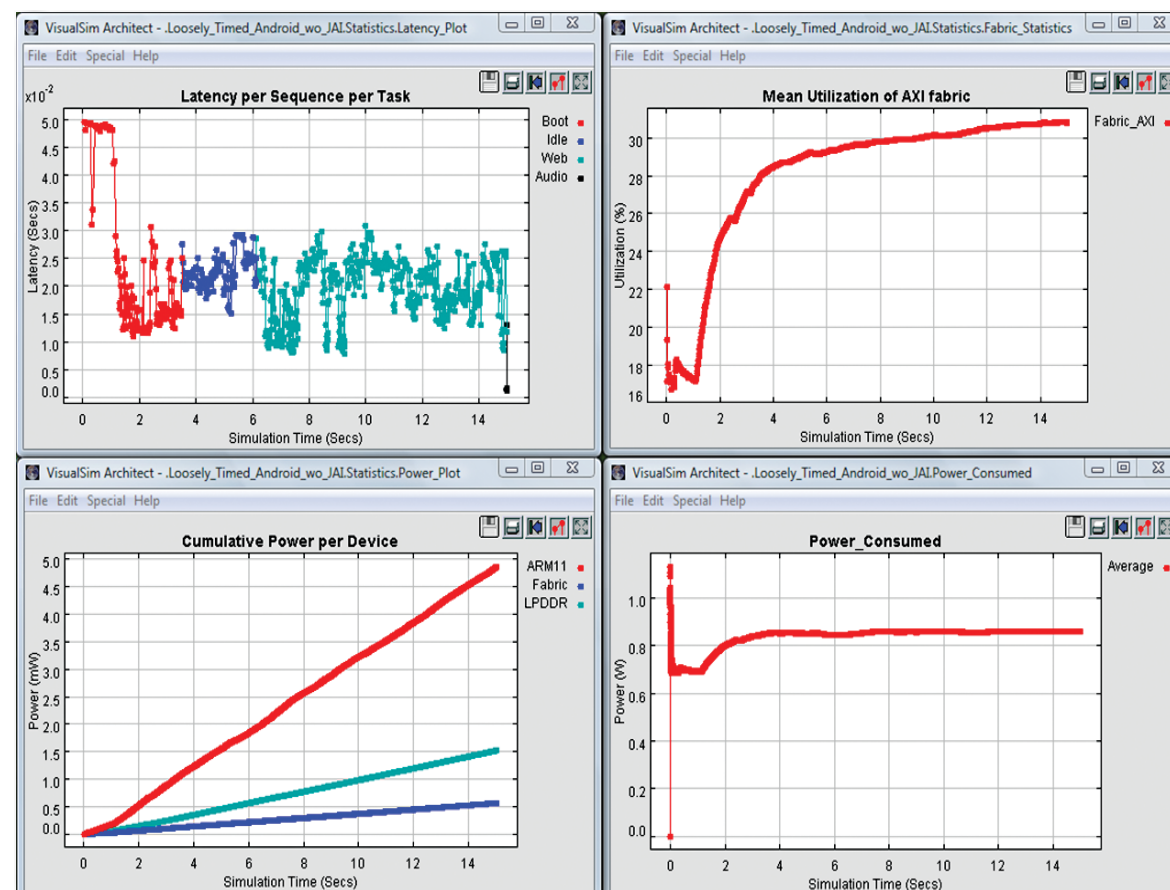 VisualSim Architect - .Loosely_Timed_Android_wo_JAI.Statistics.Latency_Plot
File Edit Special Help
Latency per Sequence per Task
x10-2
5.0
4.5
4.0
3.5
3.0
2.5
2.0
1.5
1.0
0.5
0.0
Latency (Secs)
Boot
Idle
Web
Audio
0 2 4 6 8 10 12 14
Simulation Time (Secs)
VisualSim Architect - .Loosely_Timed_Android_wo_JAI.Statistics.Fabric_Statistics
File Edit Special Help
Mean Utilization of AXI fabric
30
28
26
24
22
20
18
16
Utilization (%)
Fabric_AXI
0 2 4 6 8 10 12 14
Simulation Time (Secs)
VisualSim Architect - .Loosely_Timed_Android_wo_JAI.Statistics.Power_Plot
File Edit Special Help
Cumulative Power per Device
5.0
4.5
4.0
3.5
3.0
2.5
2.0
1.5
1.0
0.5
0.0
Power (mW)
ARM11
Fabric
LPDDR
0 2 4 6 8 10 12 14
Simulation Time (Secs)
VisualSim Architect - .Loosely_Timed_Android_wo_JAI.Power_Consumed
File Edit Special Help
Power_Consumed
1.0
0.8
0.6
0.4
0.2
0.0
Power (W)
Average
0 2 4 6 8 10 12 14
Simulation Time (Secs)